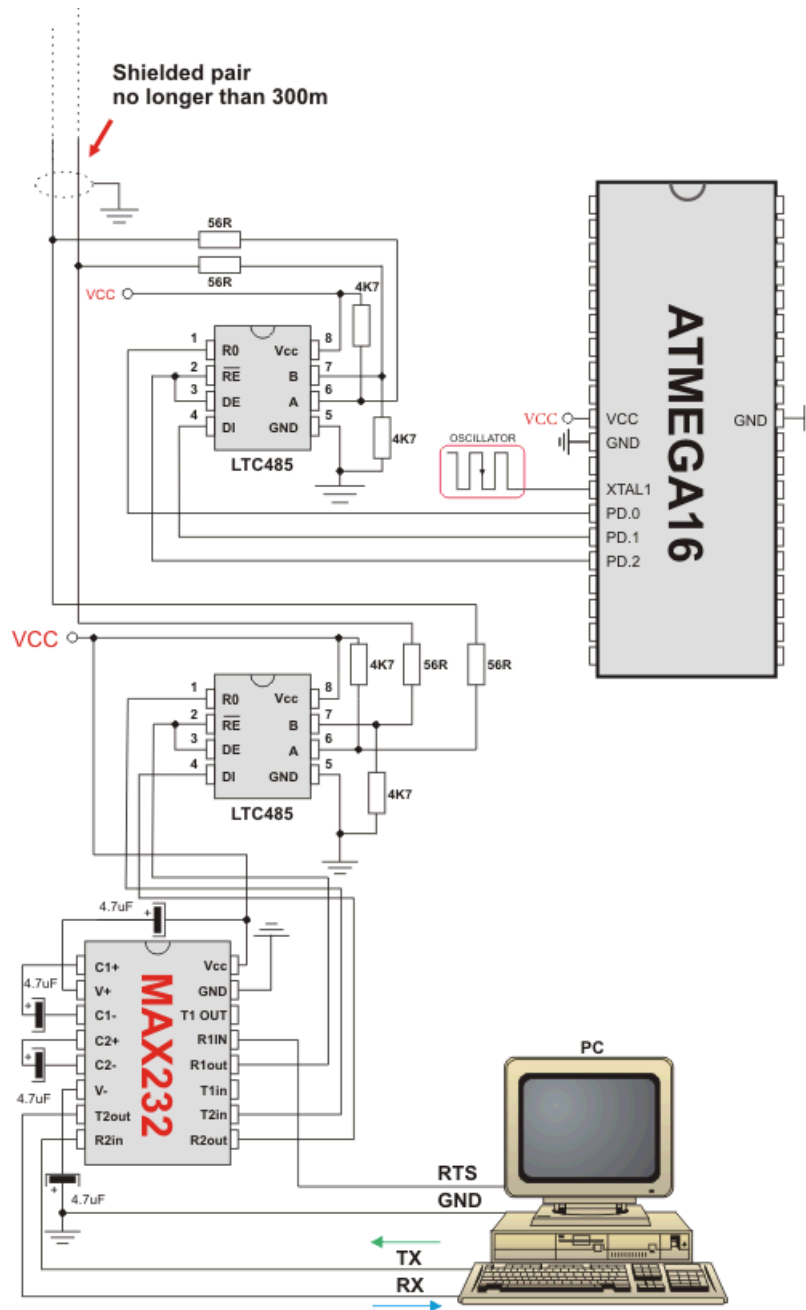 Shielded pair
no longer than 300m
56R
56R
VCC
4K7
1
R0
Vcc
8
2
RE
B
7
3
DE
A
6
4
DI
GND
5
4K7
LTC485
ATMEGA16
VCC
VCC
GND
GND
OSCILLATOR
XTAL1
PD.0
PD.1
PD.2
VCC
4K7
56R
56R
1
R0
Vcc
8
2
RE
B
7
3
DE
A
6
4
DI
GND
5
4K7
LTC485
4.7uF
+
MAX232
C1+
Vcc
4.7uF
V+
GND
+
C1-
T1 OUT
C2+
R1IN
+
C2-
R1out
4.7uF
V-
T1in
T2out
T2in
R2in
R2out
+
4.7uF
PC
RTS
GND
TX
RX